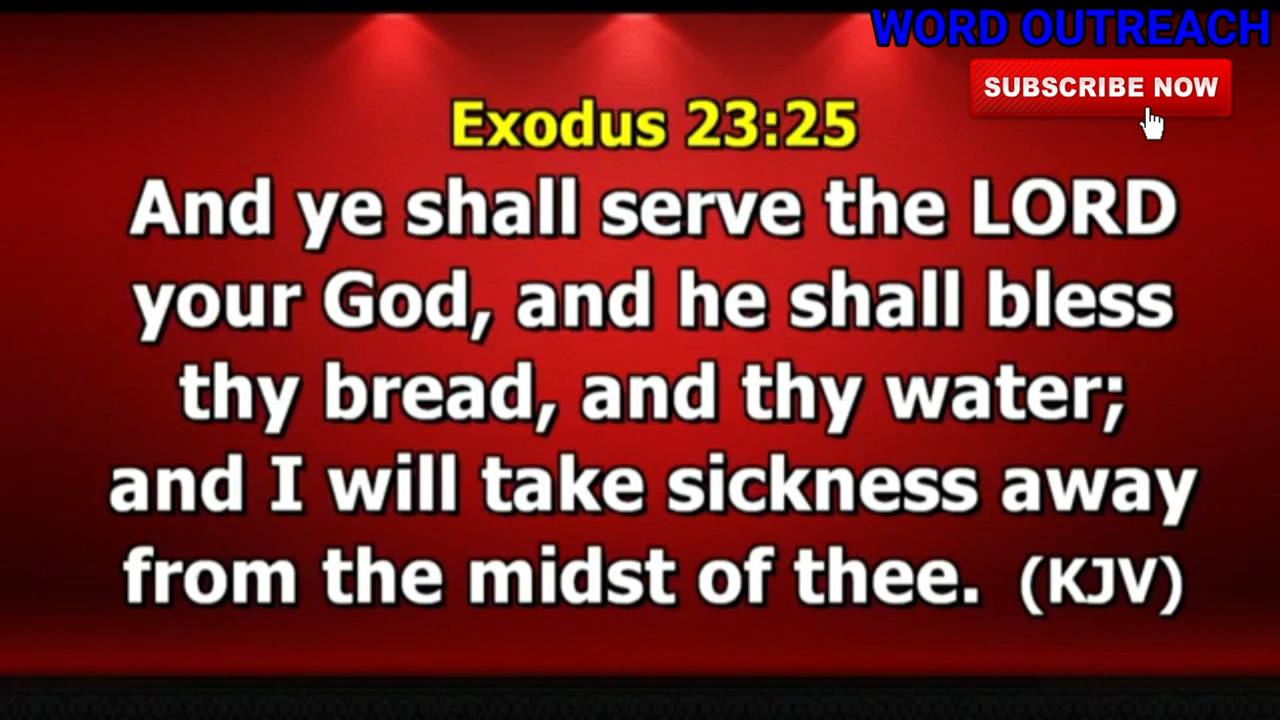 WORD OUTREACH
SUBSCRIBE NOW
Exodus 23:25
And ye shall serve the LORD
your God, and he shall bless
thy bread, and thy water;
and I will take sickness away
from the midst of thee. (KJV)